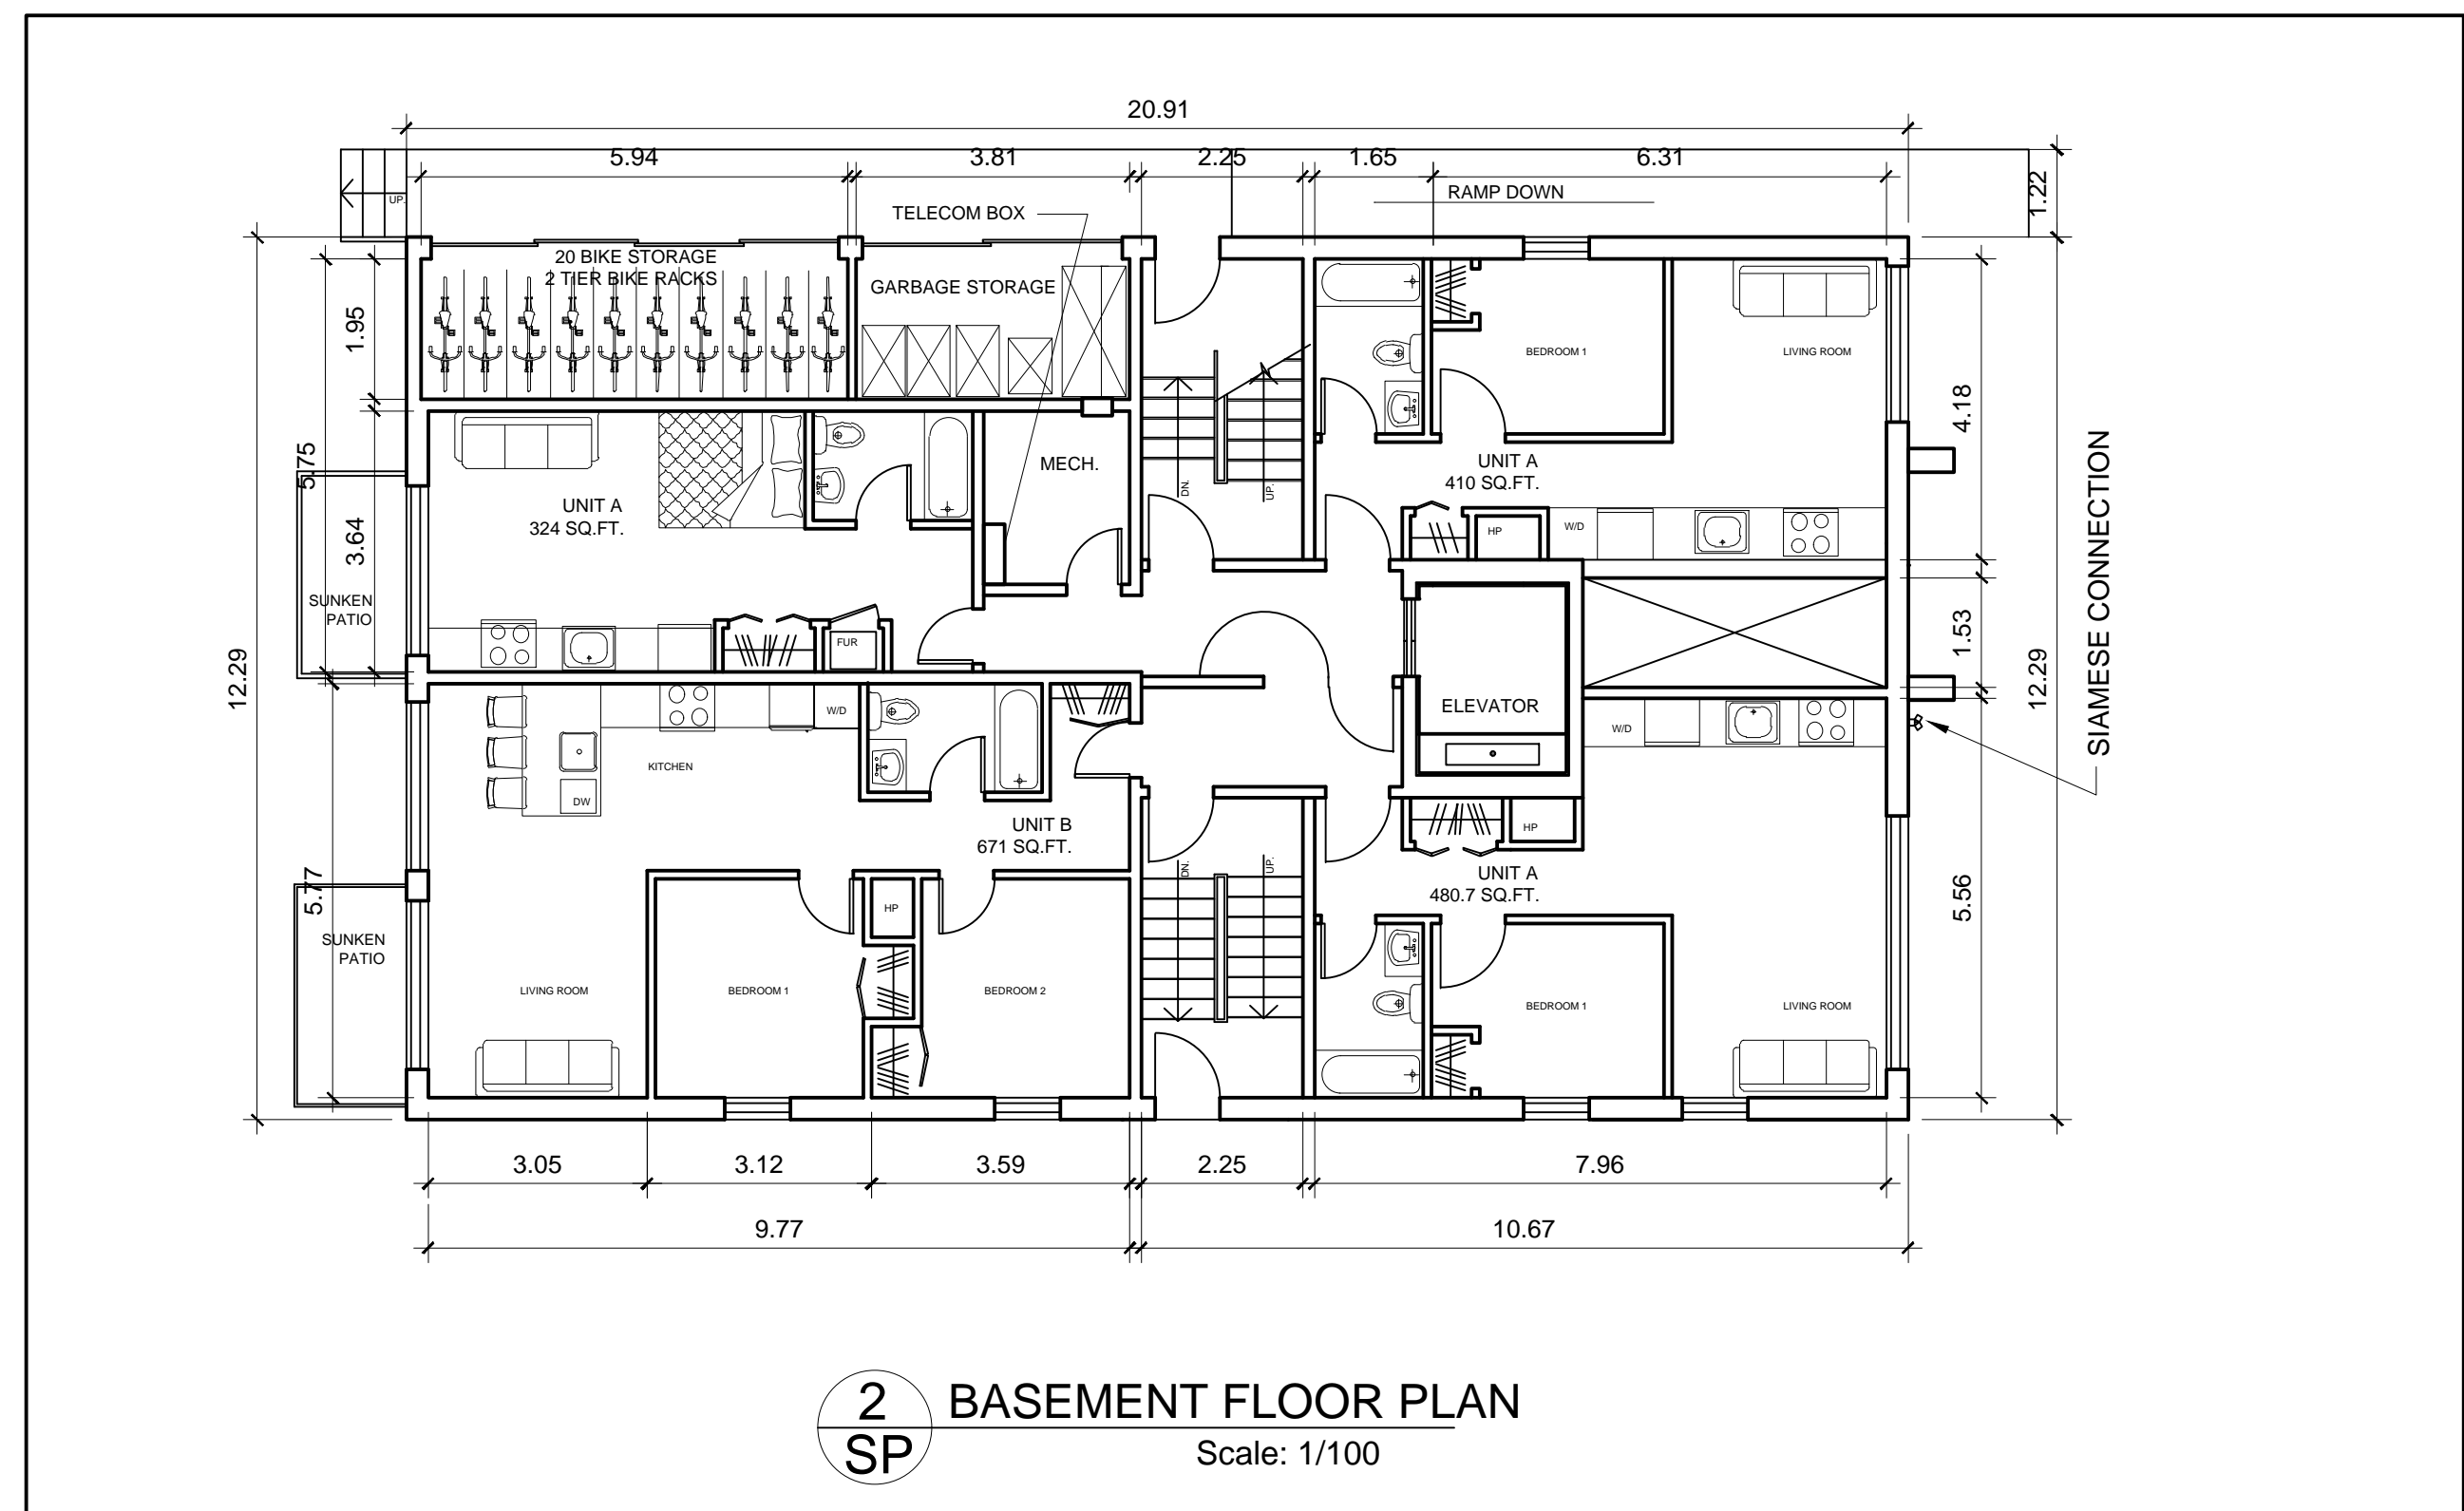 20.91
5.94
3.81
2.25
1.65
6.31
1.22
UP.
RAMP DOWN
TELECOM BOX
20 BIKE STORAGE
2 TIER BIKE RACKS
GARBAGE STORAGE
1.95
BEDROOM 1
LIVING ROOM
4.18
5.75
MECH.
UNIT A
410 SQ.FT.
UNIT A
324 SQ.FT.
DN.
UP.
HP
W/D
3.64
SUNKEN
PATIO
FUR
1.53
SIAMESE CONNECTION
12.29
12.29
W/D
ELEVATOR
W/D
KITCHEN
DW
UNIT B
671 SQ.FT.
HP
DN.
UP.
UNIT A
480.7 SQ.FT.
5.77
HP
5.56
SUNKEN
PATIO
LIVING ROOM
BEDROOM 1
BEDROOM 2
BEDROOM 1
LIVING ROOM
3.05
3.12
3.59
2.25
7.96
9.77
10.67
2
SP
BASEMENT FLOOR PLAN
Scale: 1/100